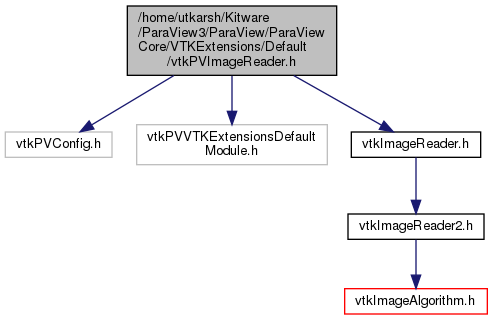 /home/utkarsh/Kitware
/ParaView3/ParaView/ParaView
Core/VTKExtensions/Default
/vtkPVImageReader.h
vtkPVConfig.h
vtkPVVTKExtensionsDefault
Module.h
vtkImageReader.h
vtkImageReader2.h
vtkImageAlgorithm.h